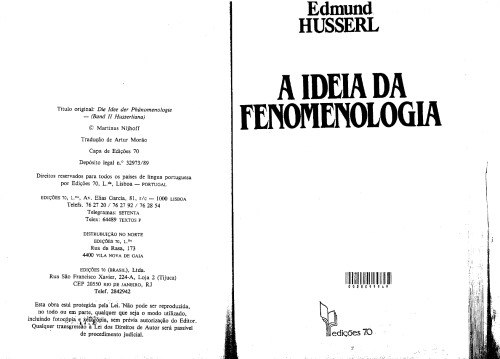 Título original: Die Idee der Phänomenologie
— (Band II Husserliana)
© Martinus Nijhoff
Tradução de Artur Morão
Capa de Edições 70
Depósito legal n.° 32975/89
Direitos reservados para todos os países de língua portuguesa
por Edições 70, L.da, Lisboa — PORTUGAL
EDIÇÕES 70, L.da, Av. Elias Garcia, 81, r/c — 1000 LISBOA
Telefs. 76 27 20 / 76 27 92 / 76 28 54
Telegramas: SETENTA
Telex: 64489 TEXTOS P
DISTRIBUIÇÃO NO NORTE
EDIÇÕES 70, L.da
Rua da Rasa, 173
4400 VILA NOVA DE GAIA
EDIÇÕES 70 (BRASIL), Ltda.
Rua São Francisco Xavier, 224-A, Loja 2 (Tijuca)
CEP 20550 RIO DE JANEIRO, RJ
Telef. 2842942
Esta obra está protegida pela Lei. Não pode ser reproduzida,
no todo ou em parte, qualquer que seja o modo utilizado,
incluindo fotocópia e xerocópia, sem prévia autorização do Editor.
Qualquer transgressão à Lei dos Direitos de Autor será passível
de procedimento judicial.
Edmund
HUSSERL
A IDEIA DA
FENOMENOLOGIA
edições 70